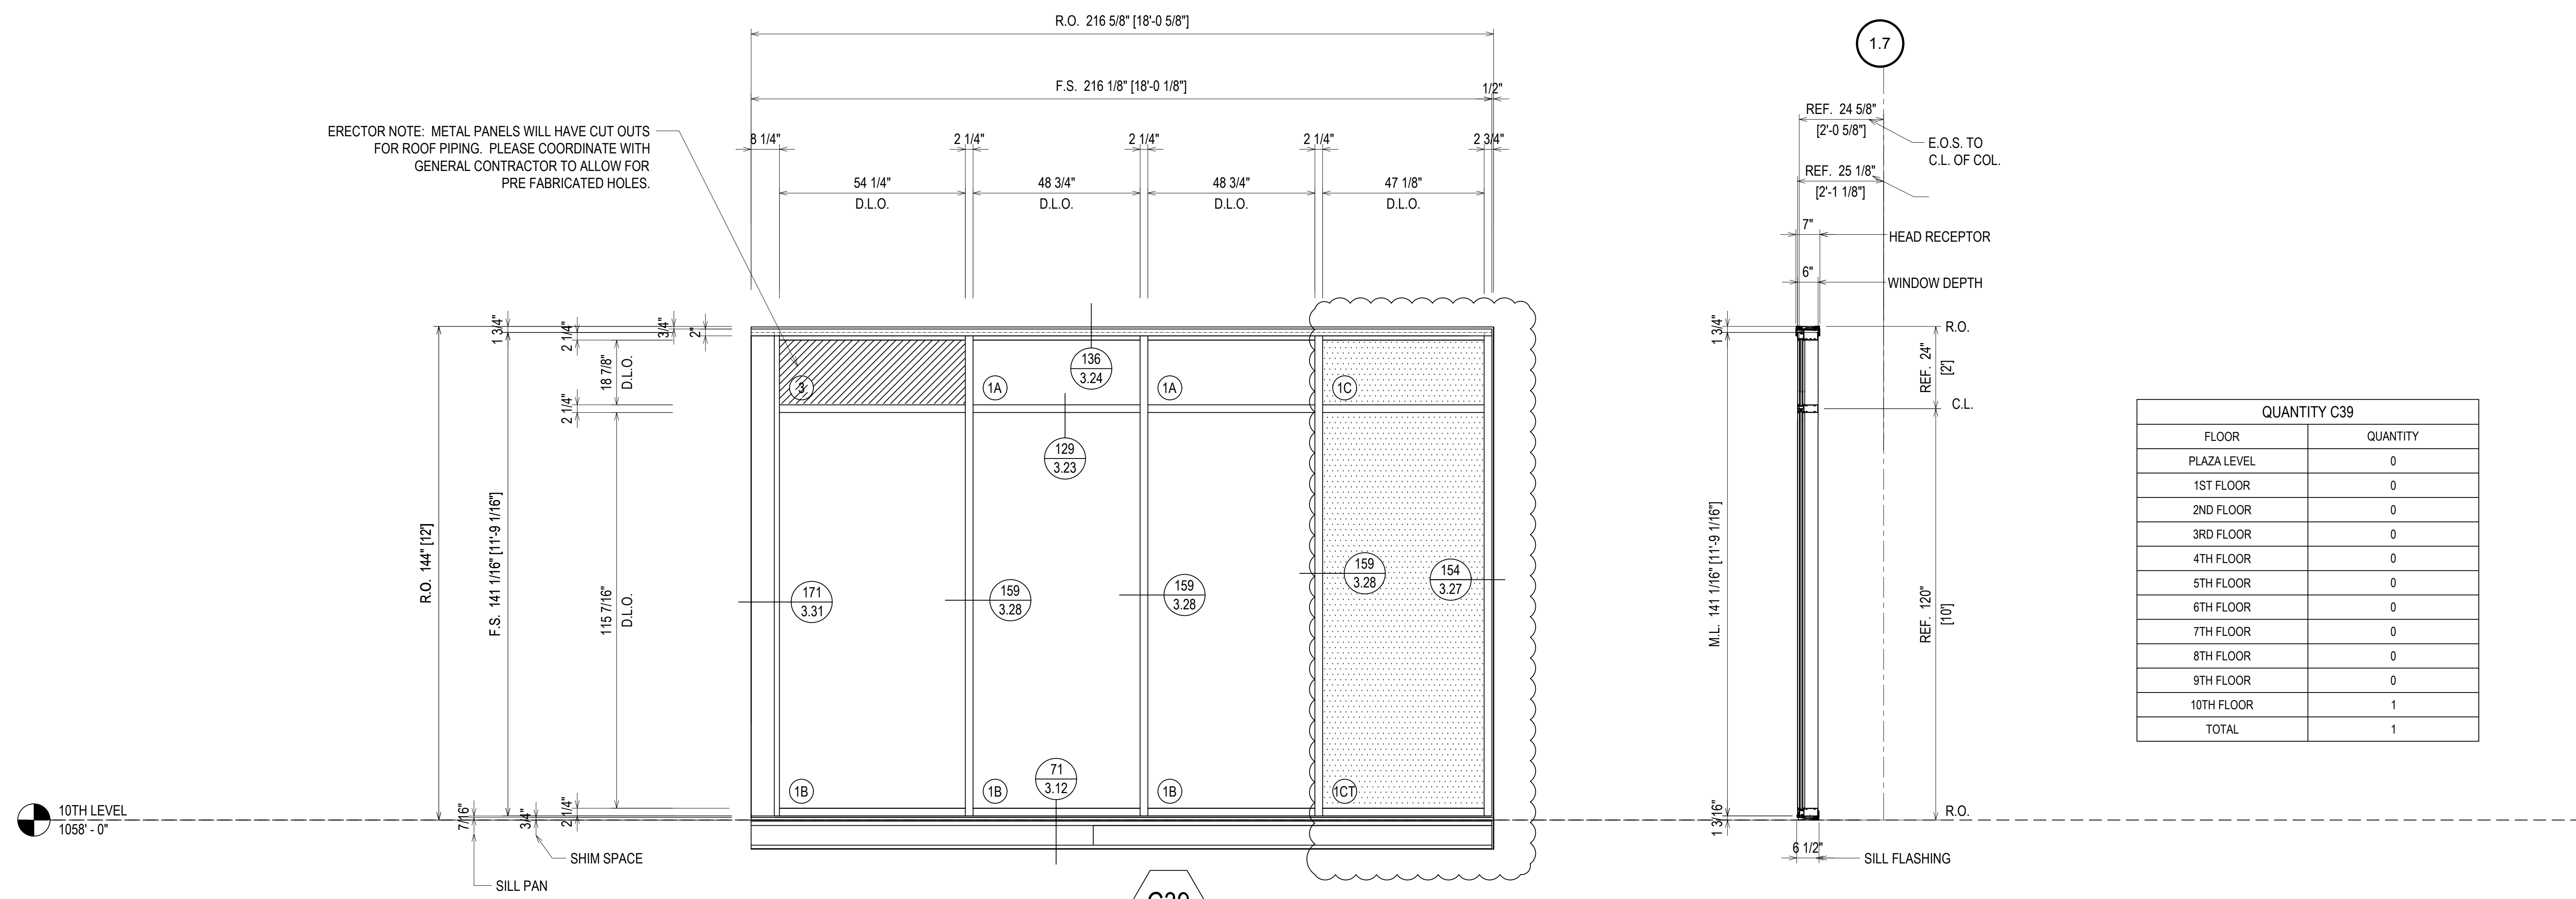 R.O. 216 5/8" [18'-0 5/8"]
F.S. 216 1/8" [18'-0 1/8"]
1/2"
ERECTOR NOTE: METAL PANELS WILL HAVE CUT OUTS
FOR ROOF PIPING. PLEASE COORDINATE WITH
GENERAL CONTRACTOR TO ALLOW FOR
PRE FABRICATED HOLES.
8 1/4"
2 1/4"
2 1/4"
2 1/4"
2 3/4"
54 1/4"
D.L.O.
48 3/4"
D.L.O.
48 3/4"
D.L.O.
47 1/8"
D.L.O.
R.O. 144" [12']
1 3/4"
F.S. 141 1/16" [11'-9 1/16"]
2 1/4"
18 7/8"
D.L.O.
3/4"
2"
2 1/4"
115 7/16"
D.L.O.
2 1/4"
7/16"
3/4"
SHIM SPACE
SILL PAN
10TH LEVEL
1058' - 0"
3
1A
136
3.24
1A
1C
129
3.23
171
3.31
159
3.28
159
3.28
159
3.28
154
3.27
1B
1B
71
3.12
1B
1CT
1.7
REF. 24 5/8"
[2'-0 5/8"]
E.O.S. TO
C.L. OF COL.
REF. 25 1/8"
[2'-1 1/8"]
7"
HEAD RECEPTOR
6"
WINDOW DEPTH
1 3/4"
R.O.
REF. 24"
[2']
C.L.
M.L. 141 1/16" [11'-9 1/16"]
REF. 120"
[10']
R.O.
1 3/16"
6 1/2"
SILL FLASHING
QUANTITY C39
FLOOR QUANTITY
PLAZA LEVEL 0
1ST FLOOR 0
2ND FLOOR 0
3RD FLOOR 0
4TH FLOOR 0
5TH FLOOR 0
6TH FLOOR 0
7TH FLOOR 0
8TH FLOOR 0
9TH FLOOR 0
10TH FLOOR 1
TOTAL 1